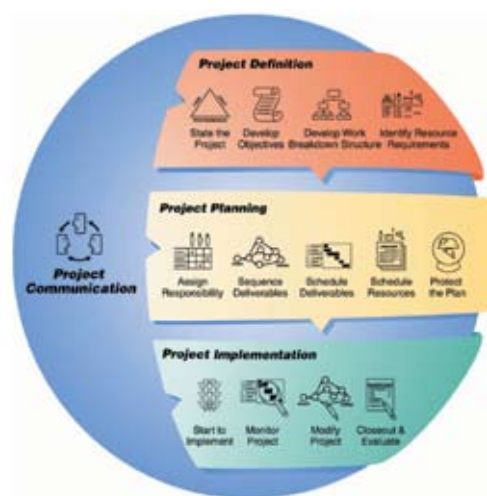 Project Definition
State the
Project
Develop
Objectives
Develop Work
Breakdown Structure
Identify Resource
Requirements
Project Communication
Project Planning
Assign
Responsibility
Sequence
Deliverables
Schedule
Deliverables
Schedule
Resources
Protect
the Plan
Project Implementation
Start to
Implement
Monitor
Project
Modify
Project
Closeout &
Evaluate